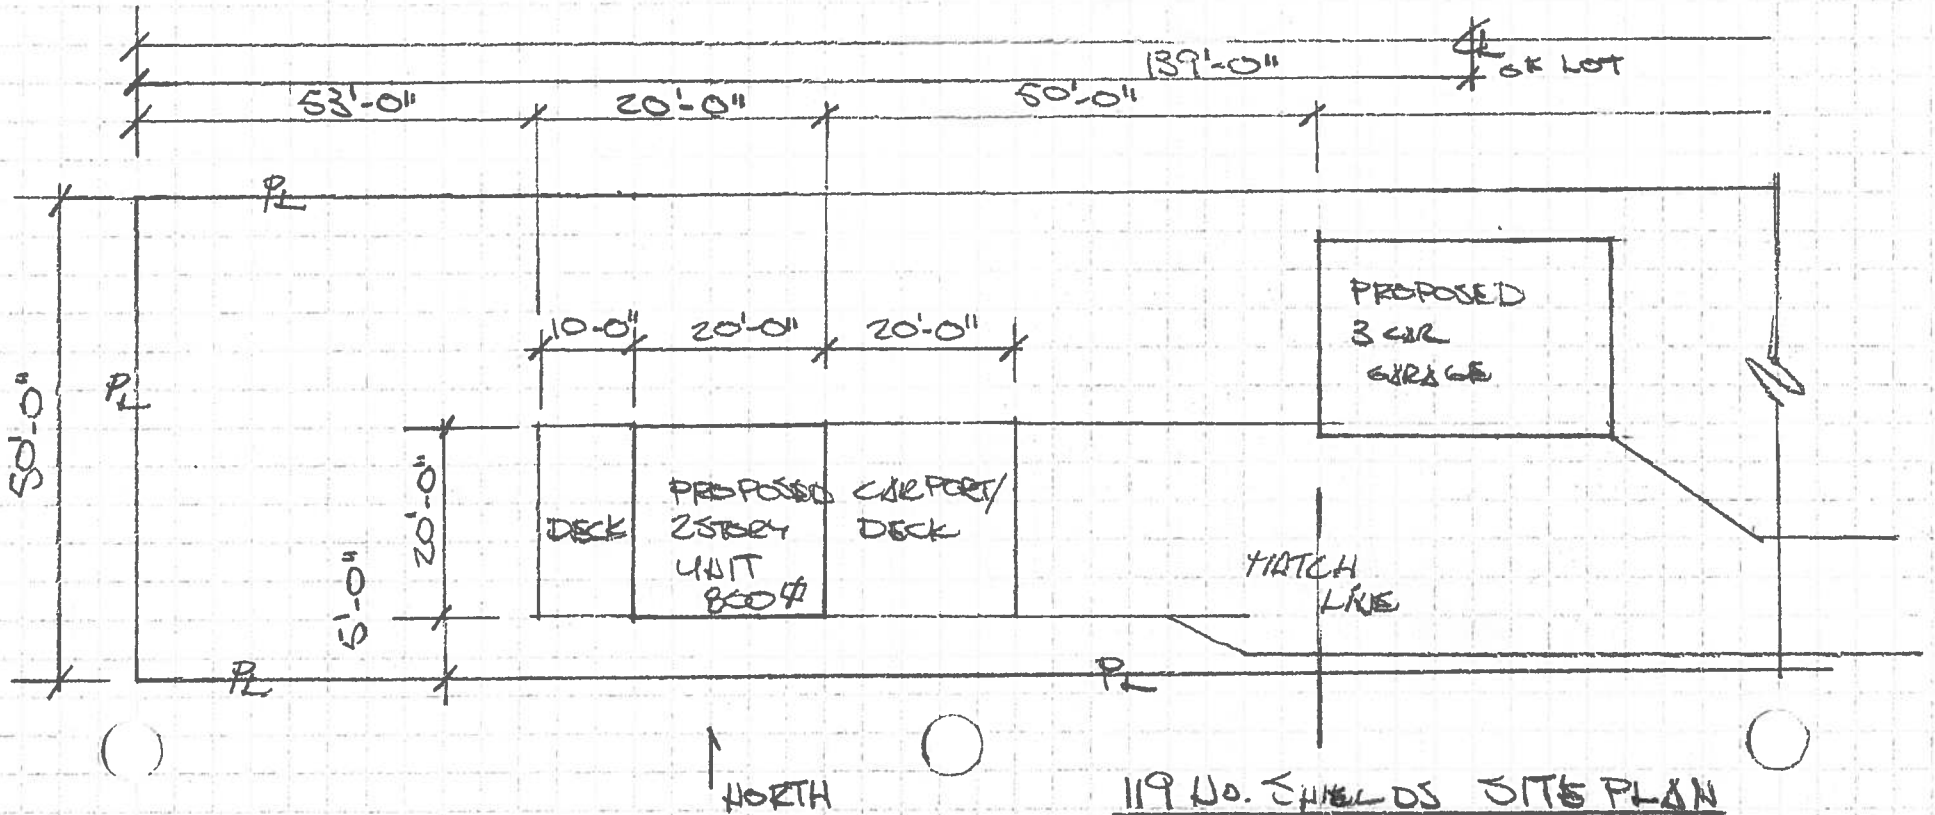 139'-0"
℄ OF LOT
53'-0"
20'-0"
50'-0"
PL
10-0"
20'-0"
20'-0"
PROPOSED
3 CAR
GARAGE
PL
50'-0"
20'-0"
5'-0"
DECK
PROPOSED
2 STORY
UNIT
800 ⌀
CARPORT/
DECK
MATCH
LINE
PL
PL
NORTH
119 NO. SHIELDS SITE PLAN